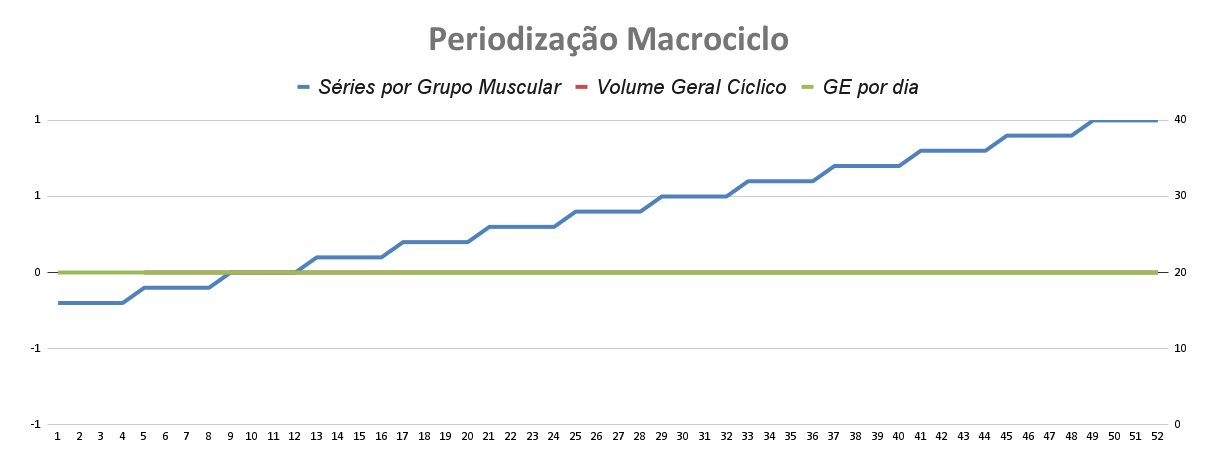 Periodização Macrociclo
Séries por Grupo Muscular Volume Geral Cíclico GE por dia
1 40
1 30
0 20
-1 10
-1 0
1 2 3 4 5 6 7 8 9 10 11 12 13 14 15 16 17 18 19 20 21 22 23 24 25 26 27 28 29 30 31 32 33 34 35 36 37 38 39 40 41 42 43 44 45 46 47 48 49 50 51 52